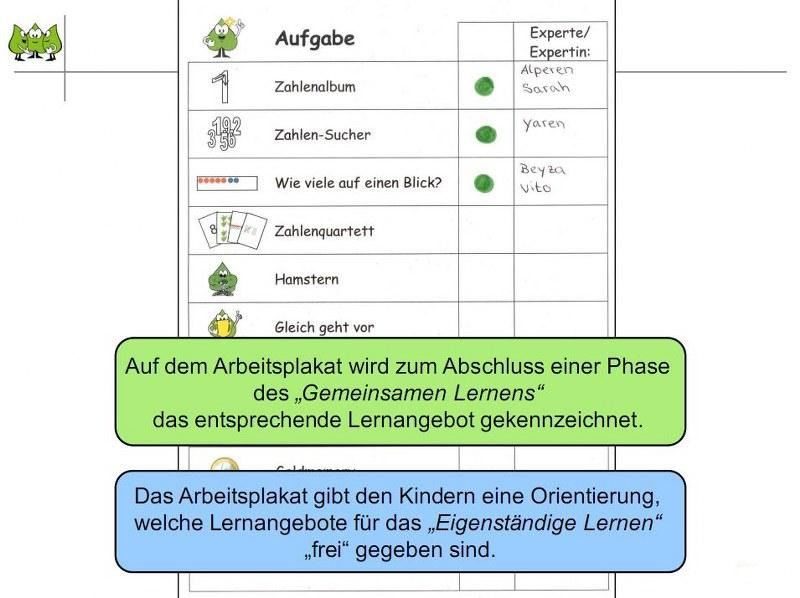 Aufgabe
Experte/
Expertin:
Zahlenalbum
Alperen
Sarah
Zahlen-Sucher
Yaren
Wie viele auf einen Blick?
Beyza
Vito
Zahlenquartett
Hamstern
Gleich geht vor
Auf dem Arbeitsplakat wird zum Abschluss einer Phase
des „Gemeinsamen Lernens“
das entsprechende Lernangebot gekennzeichnet.
Das Arbeitsplakat gibt den Kindern eine Orientierung,
welche Lernangebote für das „Eigenständige Lernen“
„frei“ gegeben sind.